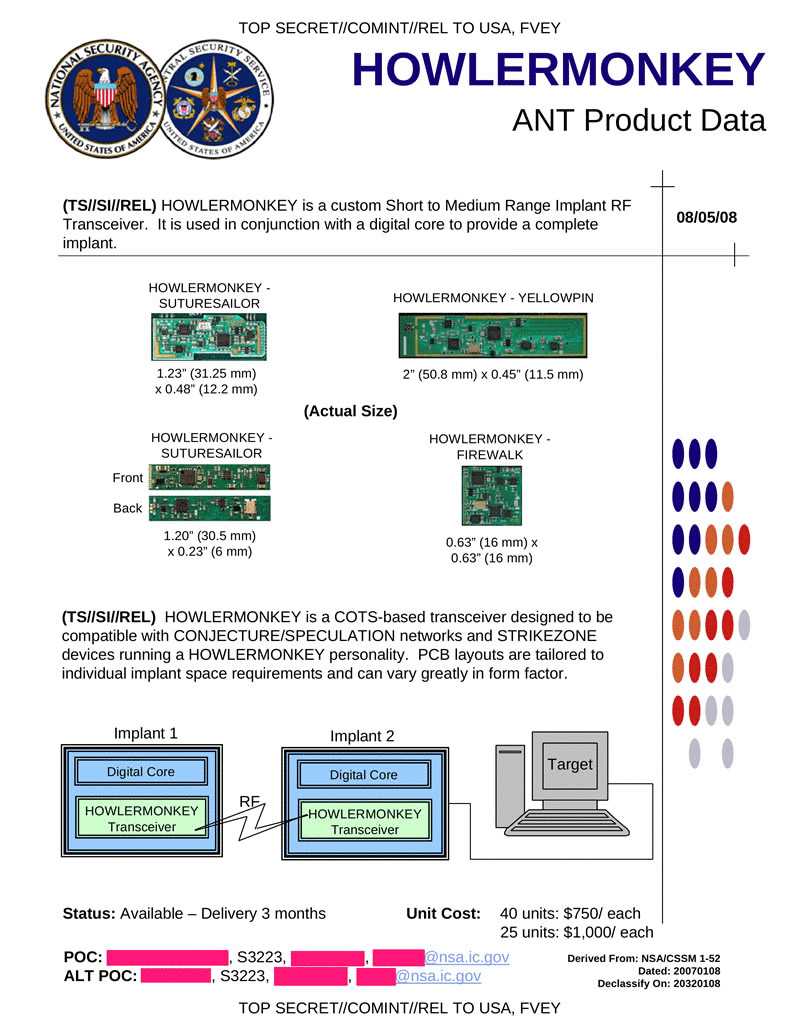 TOP SECRET//COMINT//REL TO USA, FVEY
NATIONAL SECURITY AGENCY
UNITED STATES OF AMERICA
TRAL SECURITY SERVICE
UNITED STATES OF AMERICA
HOWLERMONKEY
ANT Product Data
(TS//SI//REL) HOWLERMONKEY is a custom Short to Medium Range Implant RF
Transceiver. It is used in conjunction with a digital core to provide a complete
implant.
08/05/08
HOWLERMONKEY -
SUTURESAILOR
1.23” (31.25 mm)
x 0.48” (12.2 mm)
HOWLERMONKEY - YELLOWPIN
2” (50.8 mm) x 0.45” (11.5 mm)
(Actual Size)
HOWLERMONKEY -
SUTURESAILOR
Front
Back
1.20” (30.5 mm)
x 0.23” (6 mm)
HOWLERMONKEY -
FIREWALK
0.63” (16 mm) x
0.63” (16 mm)
(TS//SI//REL) HOWLERMONKEY is a COTS-based transceiver designed to be
compatible with CONJECTURE/SPECULATION networks and STRIKEZONE
devices running a HOWLERMONKEY personality. PCB layouts are tailored to
individual implant space requirements and can vary greatly in form factor.
Implant 1
Digital Core
HOWLERMONKEY
Transceiver
RF
Implant 2
Digital Core
HOWLERMONKEY
Transceiver
Target
Status: Available – Delivery 3 months
Unit Cost: 40 units: $750/ each
25 units: $1,000/ each
POC: , S3223, , @nsa.ic.gov
ALT POC: , S3223, , @nsa.ic.gov
Derived From: NSA/CSSM 1-52
Dated: 20070108
Declassify On: 20320108
TOP SECRET//COMINT//REL TO USA, FVEY